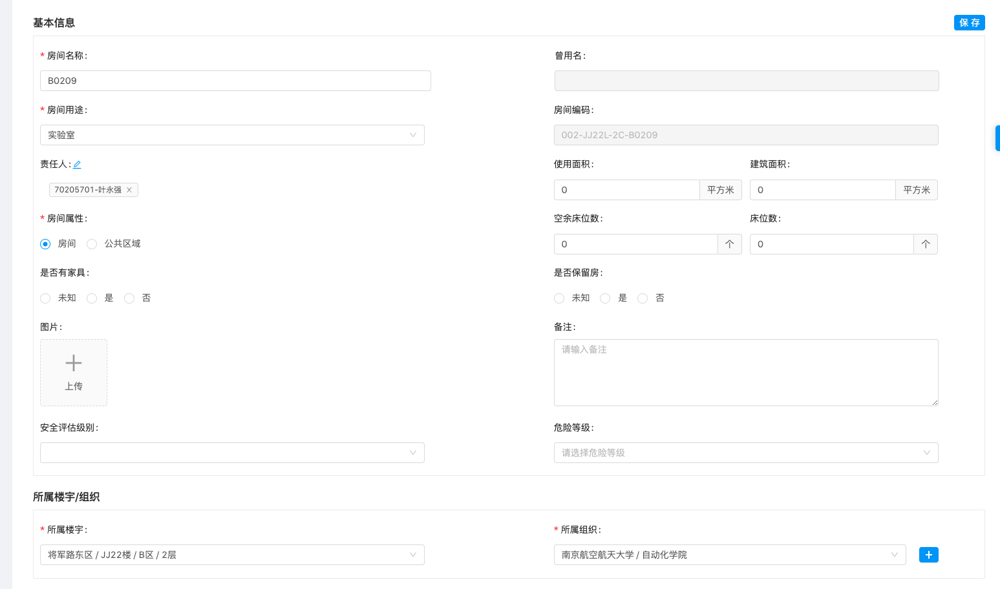 基本信息
保 存
* 房间名称:
曾用名:
B0209
* 房间用途:
房间编码:
实验室
002-JJ22L-2C-B0209
责任人:
使用面积:
建筑面积:
70205701-叶永强
0
平方米
0
平方米
* 房间属性:
空余床位数:
床位数:
房间
公共区域
0
个
0
个
是否有家具:
是否保留房:
未知
是
否
未知
是
否
图片:
备注:
上传
请输入备注
安全评估级别:
危险等级:
请选择危险等级
所属楼宇/组织
* 所属楼宇:
* 所属组织:
将军路东区 / JJ22楼 / B区 / 2层
南京航空航天大学 / 自动化学院